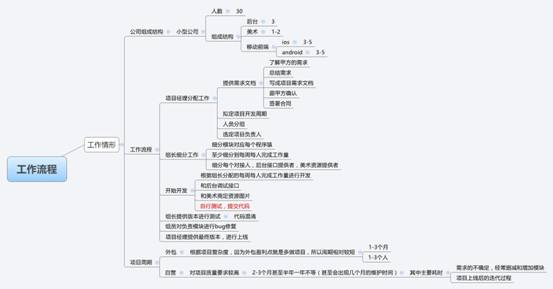 工作流程
工作情形
公司组成结构
小型公司
人数
30
组成结构
后台
3
美术
1-2
移动前端
ios
3-5
android
3-5
工作流程
项目经理分配工作
提供需求文档
了解甲方的需求
总结需求
写成项目需求文档
跟甲方确认
签署合同
拟定项目开发周期
人员分组
选定项目负责人
组长细分工作
细分模块对应每个程序猿
至少细分到每周每人完成工作量
细分每个对接人，后台接口提供者，美术资源提供者
开始开发
根据组长分配的每周每人完成工作量进行开发
和后台调试接口
和美术商定资源图片
自行测试，提交代码
组长提供版本进行测试
代码混淆
组员对负责模块进行bug修复
项目经理提供最终版本，进行上线
项目周期
外包
根据项目复杂度，因为外包盈利点就是多做项目，所以周期相对较短
1-3个月
1-3个人
自营
对项目质量要求较高
2-3个月甚至半年一年不等（甚至会出现几个月的维护时间）
其中主要耗时
需求的不确定，经常删减和增加模块
项目上线后的迭代过程